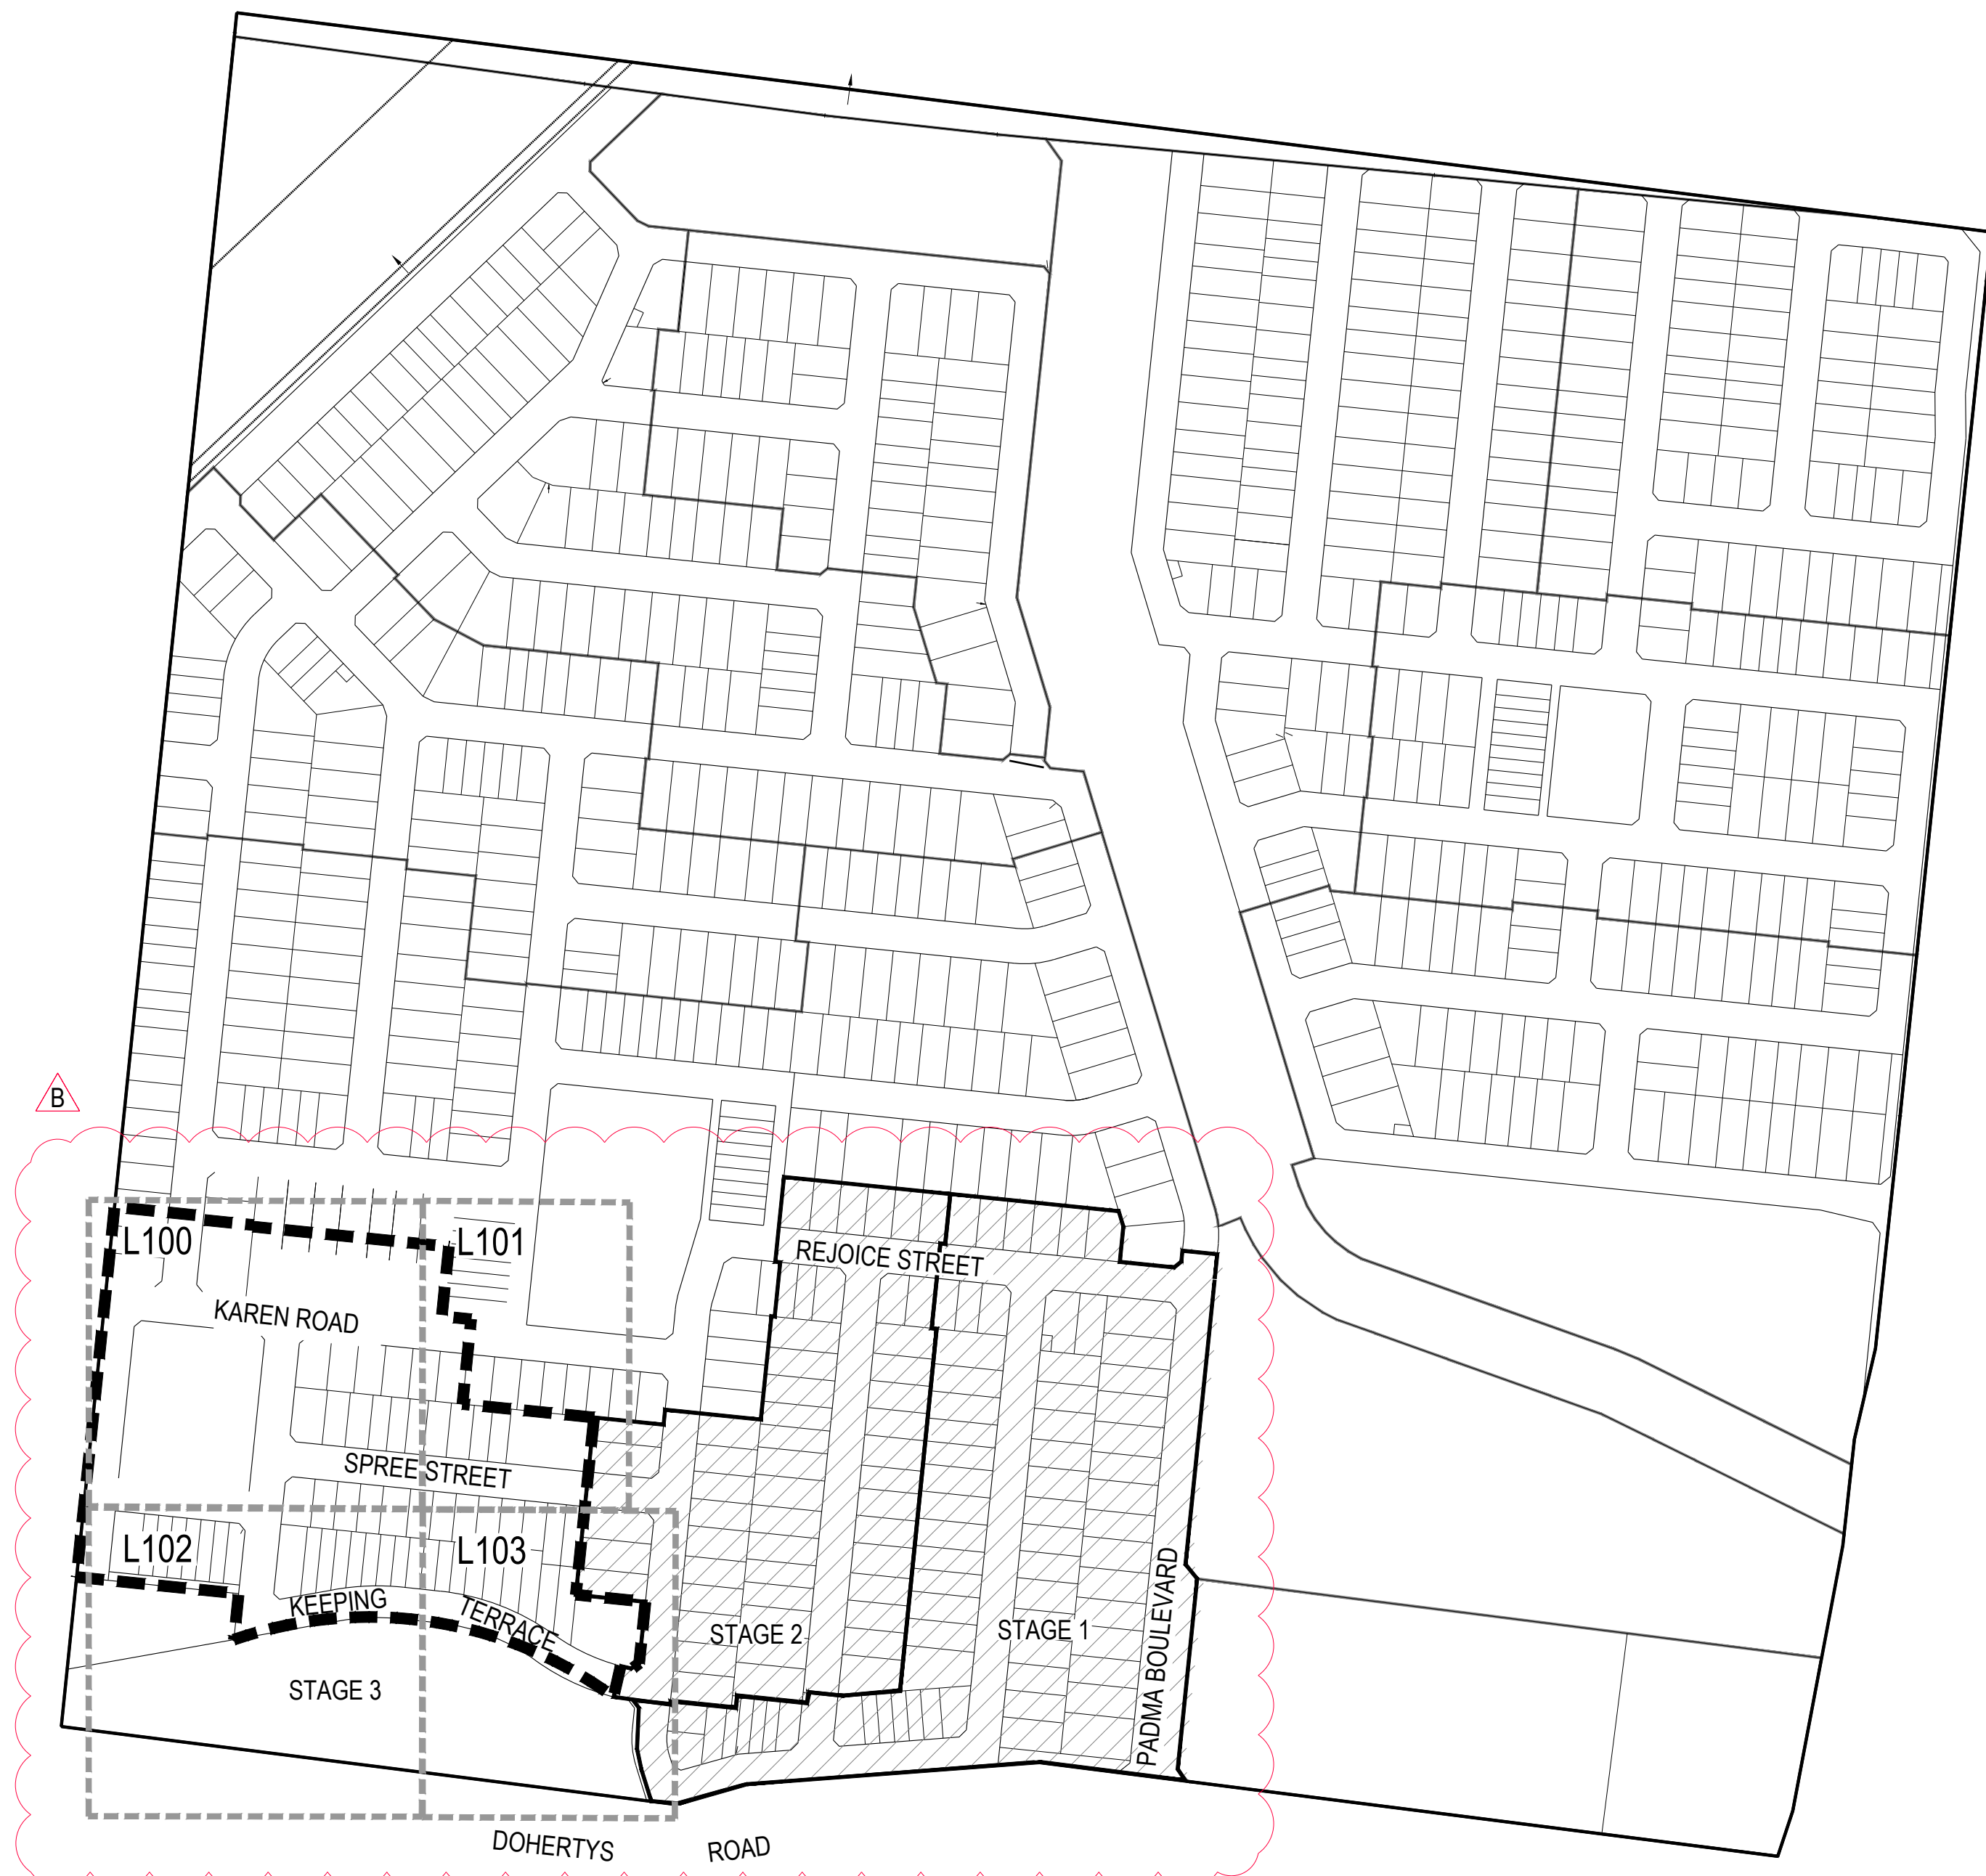 B
L100
L101
REJOICE STREET
KAREN ROAD
SPREE STREET
L102
L103
KEEPING TERRACE
STAGE 2
STAGE 1
PADMA BOULEVARD
STAGE 3
DOHERTYS ROAD